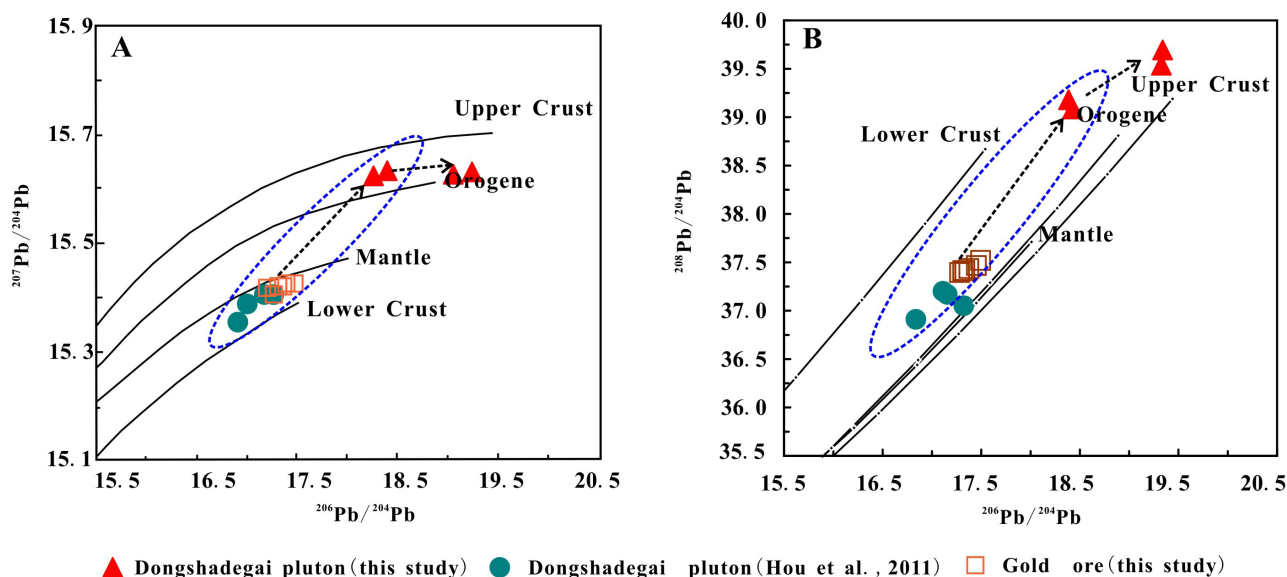 A
15.9
15.7
15.5
15.3
15.1
207Pb/204Pb
Upper Crust
Orogene
Mantle
Lower Crust
15.5 16.5 17.5 18.5 19.5 20.5
206Pb/204Pb
B
40.0
39.5
39.0
38.5
38.0
37.5
37.0
36.5
36.0
35.5
208Pb/204Pb
Upper Crust
Orogene
Lower Crust
Mantle
15.5 16.5 17.5 18.5 19.5 20.5
206Pb/204Pb
Dongshadegai pluton(this study) Dongshadegai pluton(Hou et al.,2011) Gold ore(this study)